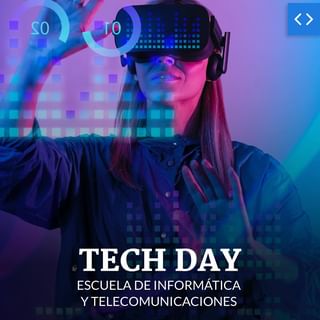 02 01
TECH DAY
ESCUELA DE INFORMÁTICA
Y TELECOMUNICACIONES